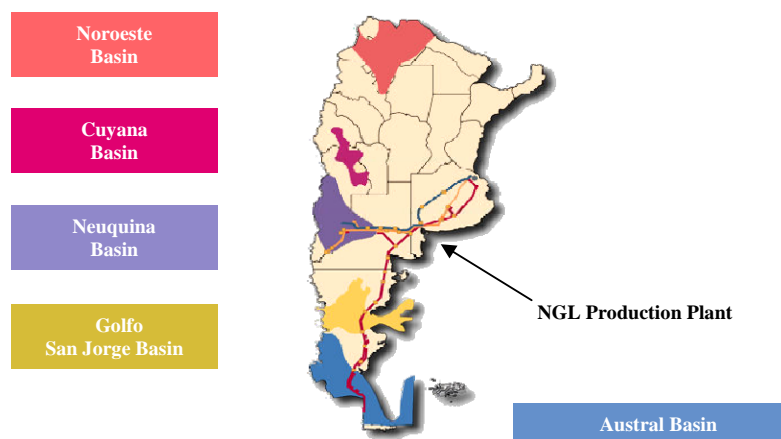 Noroeste
Basin
Cuyana
Basin
Neuquina
Basin
Golfo
San Jorge Basin
NGL Production Plant
Austral Basin